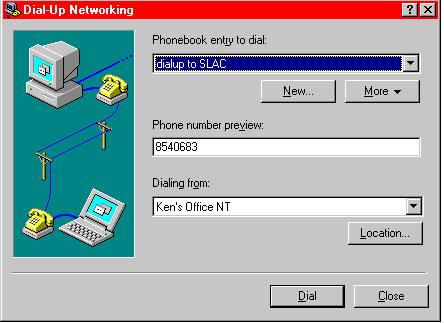 Dial-Up Networking
Phonebook entry to dial:
dialup to SLAC
New...
More
Phone number preview:
8540683
Dialing from:
Ken's Office NT
Location...
Dial
Close